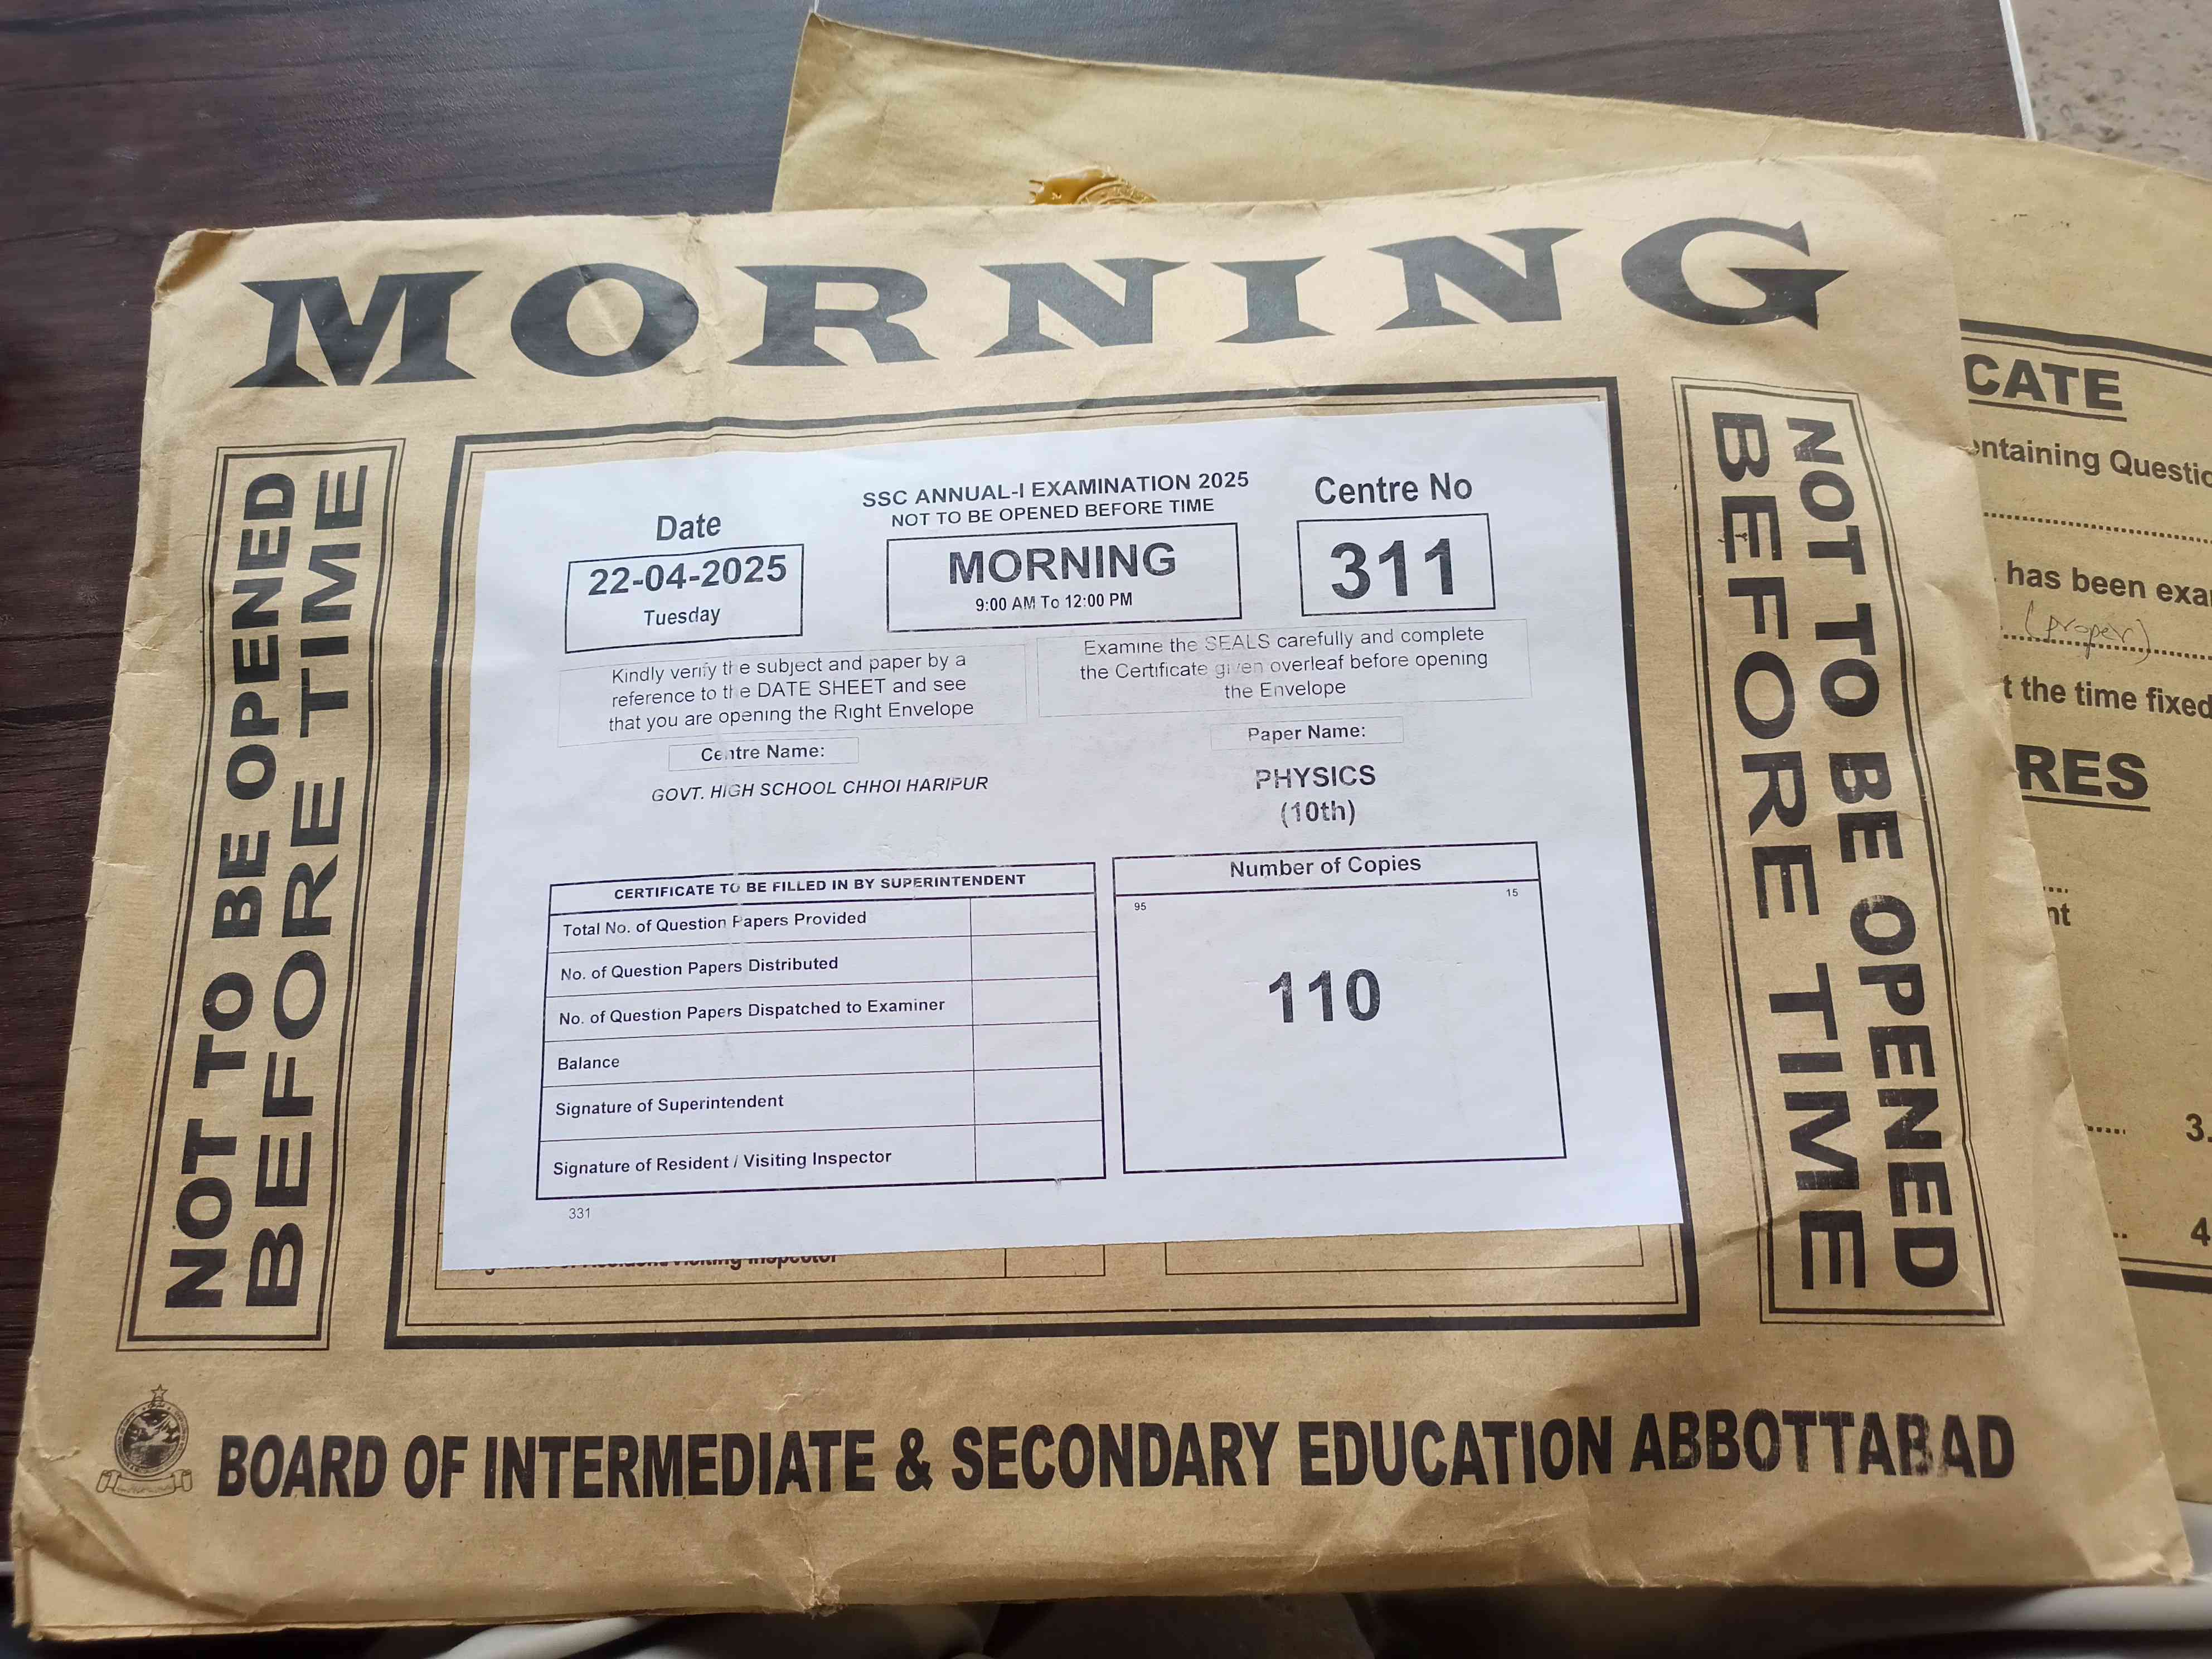 MORNING
NOT TO BE OPENED
BEFORE TIME
SSC ANNUAL-I EXAMINATION 2025
NOT TO BE OPENED BEFORE TIME
Date
22-04-2025
Tuesday
MORNING
9:00 AM To 12:00 PM
Centre No
311
Kindly verify the subject and paper by a
reference to the DATE SHEET and see
that you are opening the Right Envelope
Examine the SEALS carefully and complete
the Certificate given overleaf before opening
the Envelope
Centre Name:
GOVT. HIGH SCHOOL CHHOI HARIPUR
Paper Name:
PHYSICS
(10th)
CERTIFICATE TO BE FILLED IN BY SUPERINTENDENT
Total No. of Question Papers Provided
No. of Question Papers Distributed
No. of Question Papers Dispatched to Examiner
Balance
Signature of Superintendent
Signature of Resident / Visiting Inspector
Number of Copies
95
15
110
331
NOT TO BE OPENED
BEFORE TIME
BOARD OF INTERMEDIATE & SECONDARY EDUCATION ABBOTTABAD
CATE
ntaining Questio
has been exa
(proper)
t the time fixed
RES
nt
3.
4